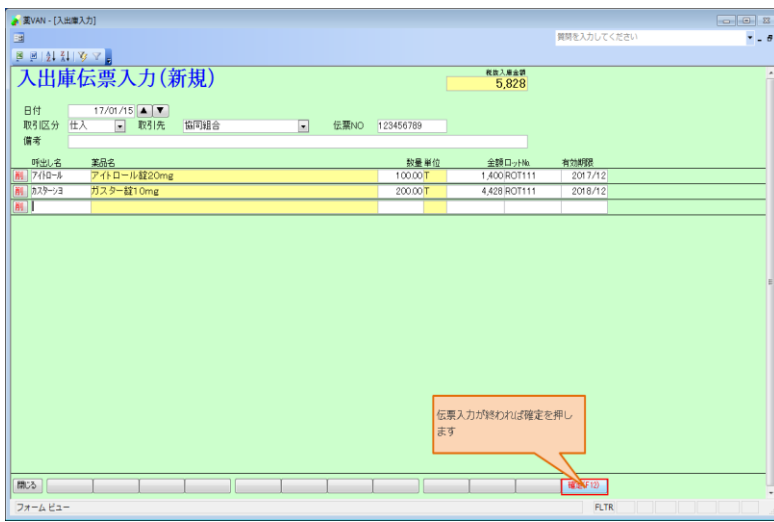 薬VAN - [入出庫入力]
質問を入力してください
入出庫伝票入力(新規)
税抜入庫金額
5,828
日付 17/01/15 ▲ ▼
取引区分 仕入 取引先 協同組合 伝票NO 123456789
備考
呼出し名 薬品名 数量 単位 金額 ロットNo. 有効期限
削 アイトロール アイトロール錠20mg 100.00 T 1,400 ROT111 2017/12
削 ガスターシヨ ガスター錠10mg 200.00 T 4,428 ROT111 2018/12
削
伝票入力が終われば確定を押し
ます
閉じる 確定(F12)
フォーム ビュー FLTR